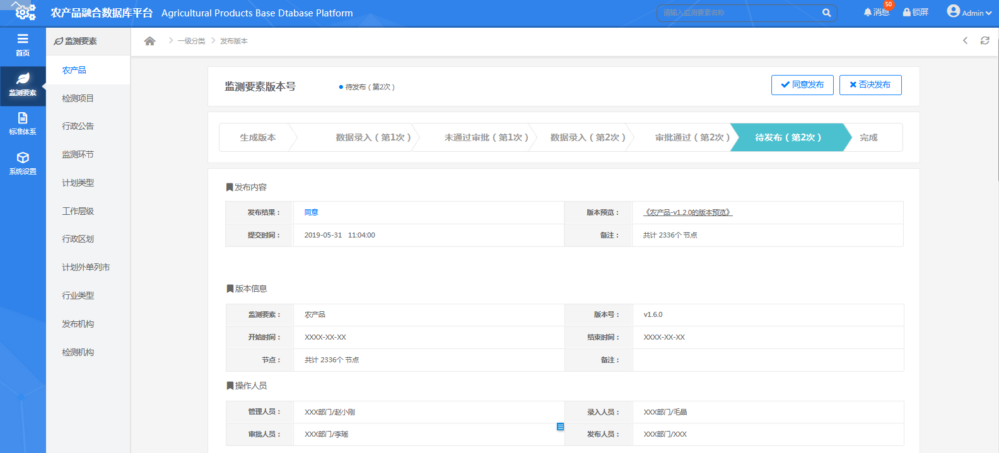 农产品融合数据库平台 Agricultural Products Base Dtabase Platform
请输入监测要素名称
消息 50 锁屏 Admin
首页
监测要素
标准体系
系统设置
监测要素
农产品
检测项目
行政公告
监测环节
计划类型
工作层级
行政区划
计划外单列市
行业类型
发布机构
检测机构
一级分类 发布版本
监测要素版本号 待发布（第2次） 同意发布 否决发布
生成版本 数据录入（第1次） 未通过审批（第1次） 数据录入（第2次） 审批通过（第2次） 待发布（第2次） 完成
发布内容
发布结果： 同意 版本预览： 《农产品-v1.2.0的版本预览》
提交时间： 2019-05-31 11:04:00 备注： 共计 2336个 节点
版本信息
监测要素： 农产品 版本号： v1.6.0
开始时间： XXXX-XX-XX 结束时间： XXXX-XX-XX
节点： 共计 2336个 节点 备注：
操作人员
管理人员： XXX部门/赵小刚 录入人员： XXX部门/毛晶
审批人员： XXX部门/李瑶 发布人员： XXX部门/XXX